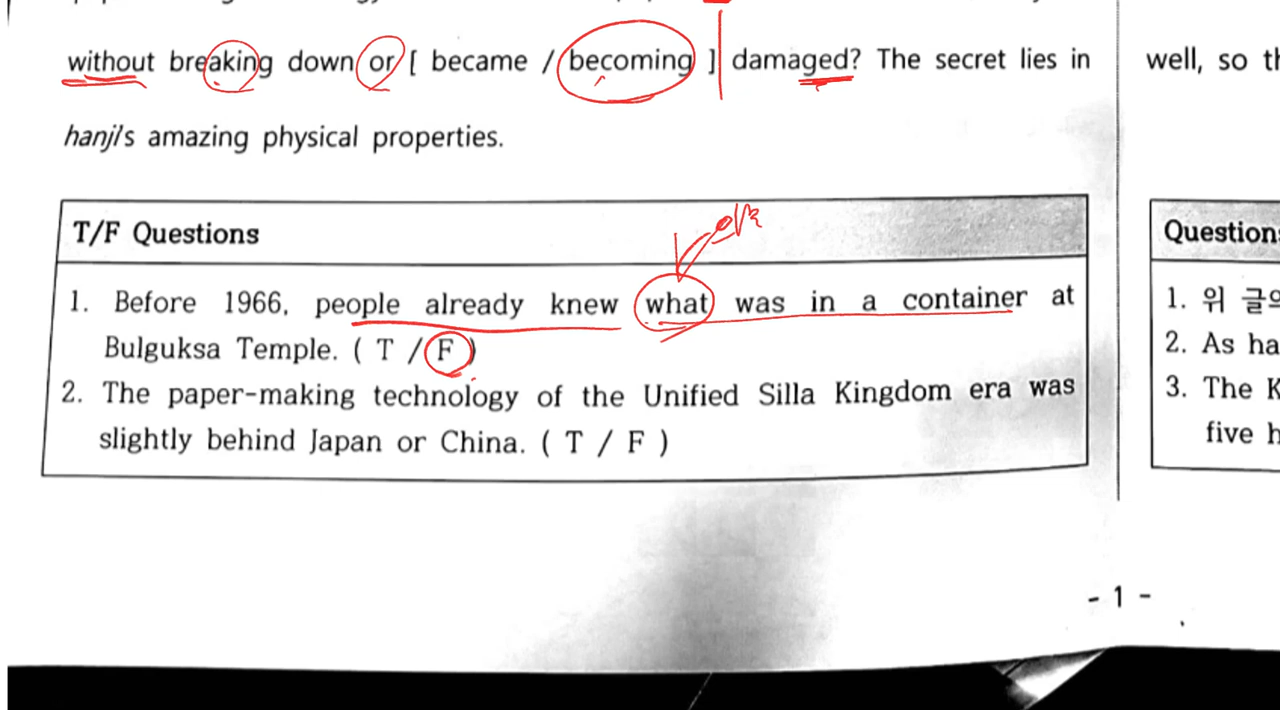 without breaking down or [ became / becoming ] damaged? The secret lies in
hanji's amazing physical properties.
T/F Questions
1. Before 1966, people already knew what was in a container at
Bulguksa Temple. ( T / F )
2. The paper-making technology of the Unified Silla Kingdom era was
slightly behind Japan or China. ( T / F )
- 1 -
well, so th
Questions
1. 위 글의
2. As ha
3. The K
five h